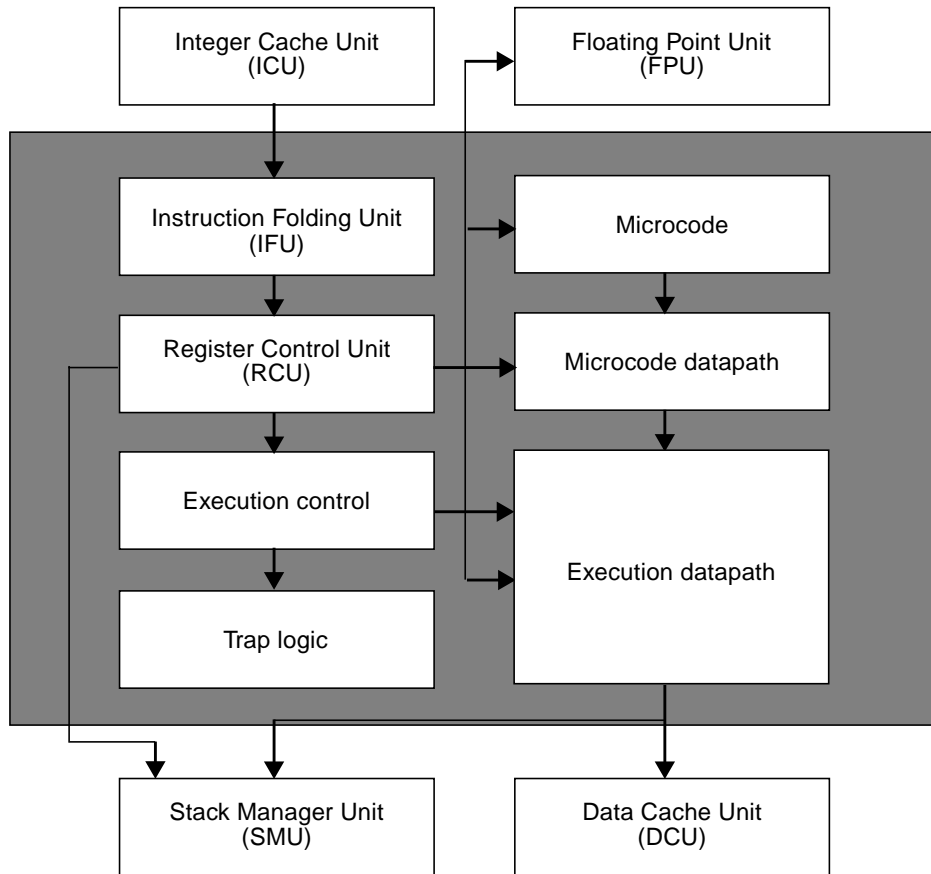 Integer Cache Unit
(ICU)
Floating Point Unit
(FPU)
Instruction Folding Unit
(IFU)
Microcode
Register Control Unit
(RCU)
Microcode datapath
Execution control
Execution datapath
Trap logic
Stack Manager Unit
(SMU)
Data Cache Unit
(DCU)